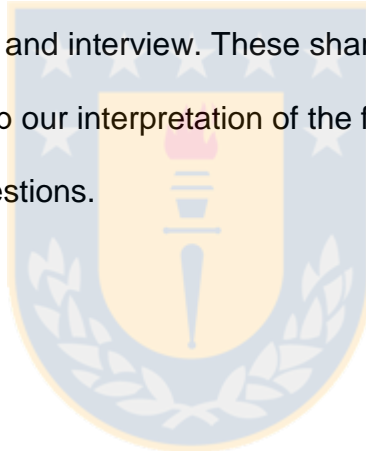 and interview. These shar
o our interpretation of the f
estions.